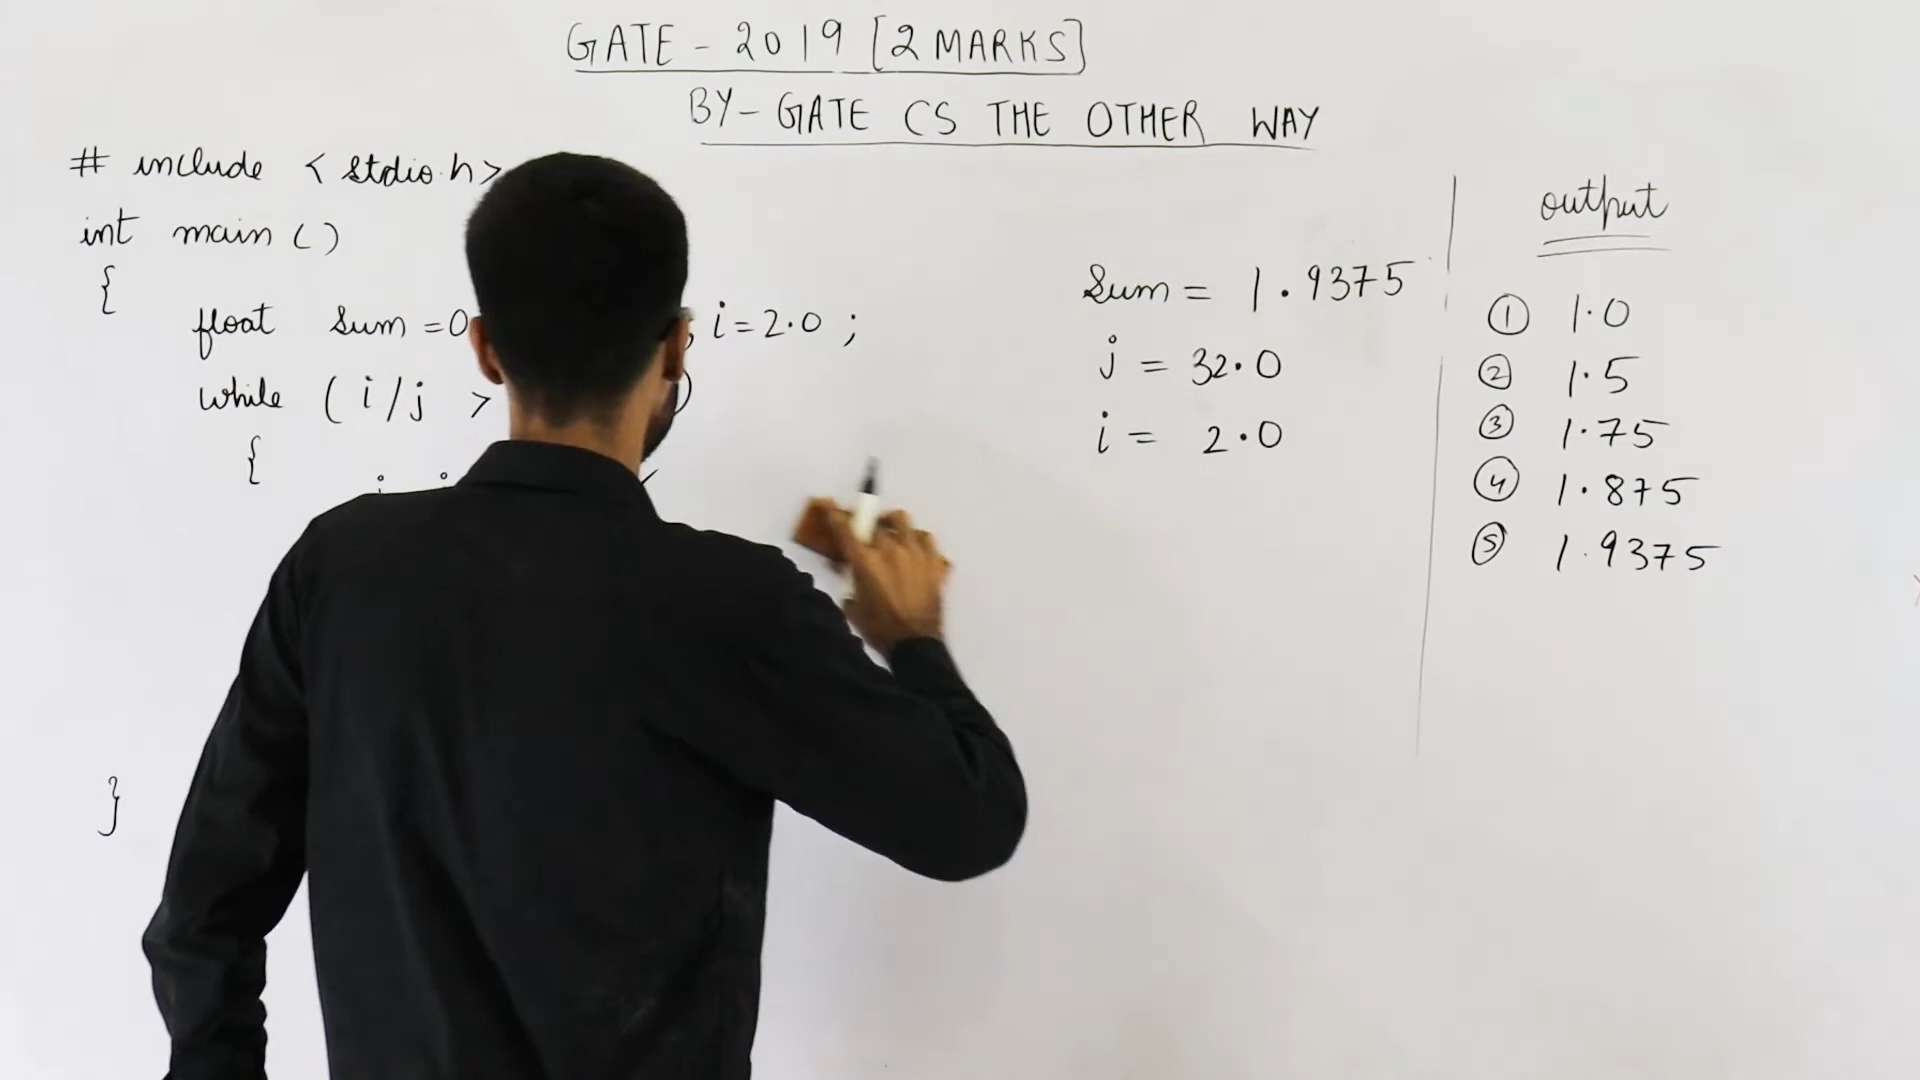 GATE - 2019 [2 MARKS]
BY - GATE CS THE OTHER WAY
# include < stdio.h>
int main ( )
{
float sum = 0 ; i = 2.0 ;
while ( i / j > )
{
}
Sum = 1.9375
j = 32.0
i = 2.0
output
① 1.0
② 1.5
③ 1.75
④ 1.875
⑤ 1.9375